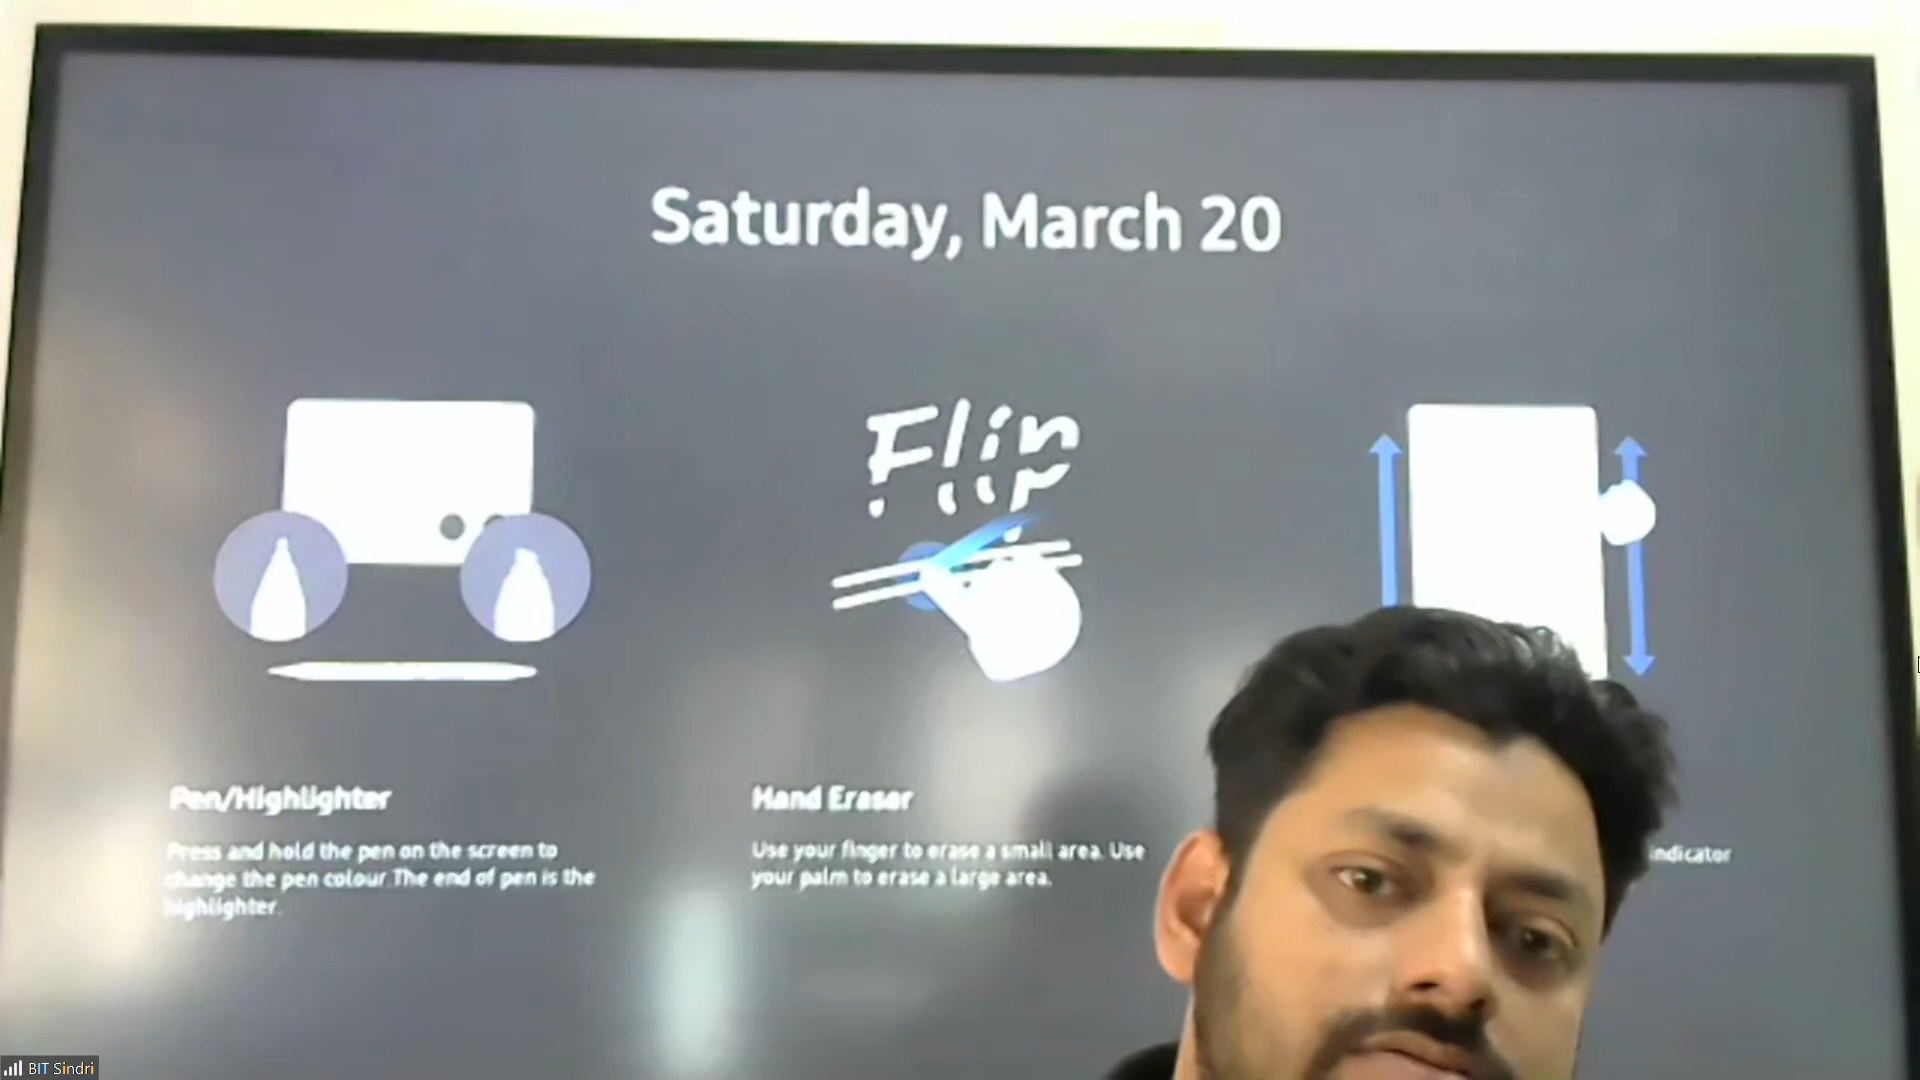 Saturday, March 20
Flip
Pen/Highlighter
Press and hold the pen on the screen to
change the pen colour. The end of pen is the
highlighter.
Hand Eraser
Use your finger to erase a small area. Use
your palm to erase a large area.
indicator
BIT Sindri